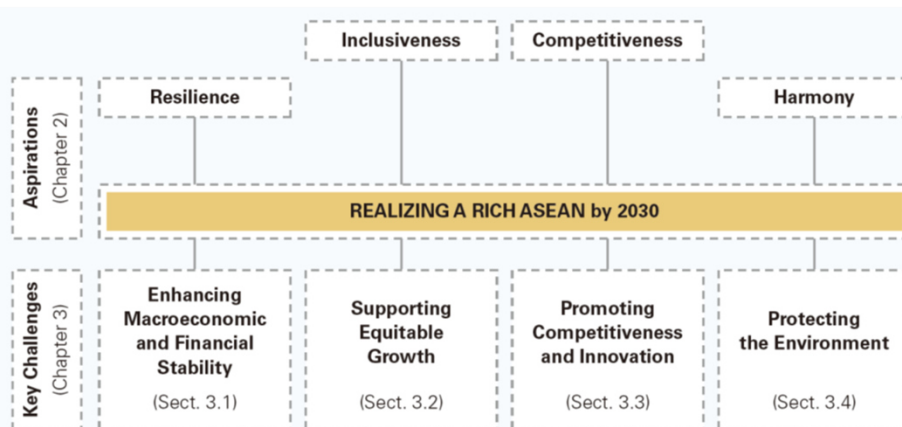 Inclusiveness
Competitiveness
Resilience
Harmony
Aspirations
(Chapter 2)
REALIZING A RICH ASEAN by 2030
Key Challenges
(Chapter 3)
Enhancing
Macroeconomic
and Financial
Stability
(Sect. 3.1)
Supporting
Equitable
Growth
(Sect. 3.2)
Promoting
Competitiveness
and Innovation
(Sect. 3.3)
Protecting
the Environment
(Sect. 3.4)